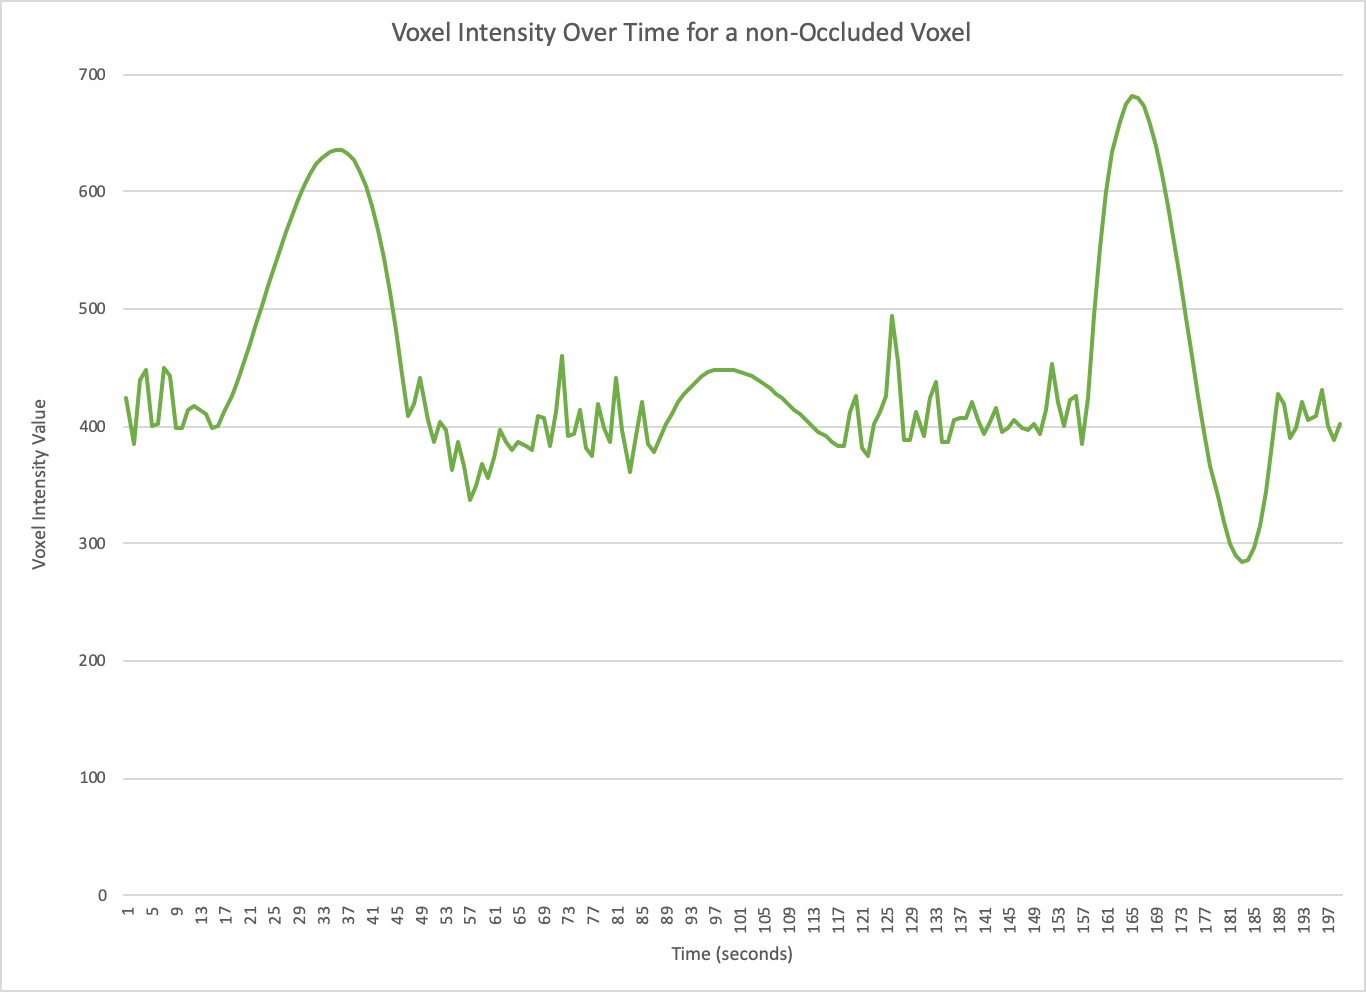 Voxel Intensity Over Time for a non-Occluded Voxel
700
600
500
400
300
200
100
0
Voxel Intensity Value
1 5 9 13 17 21 25 29 33 37 41 45 49 53 57 61 65 69 73 77 81 85 89 93 97 101 105 109 113 117 121 125 129 133 137 141 145 149 153 157 161 165 169 173 177 181 185 189 193 197
Time (seconds)